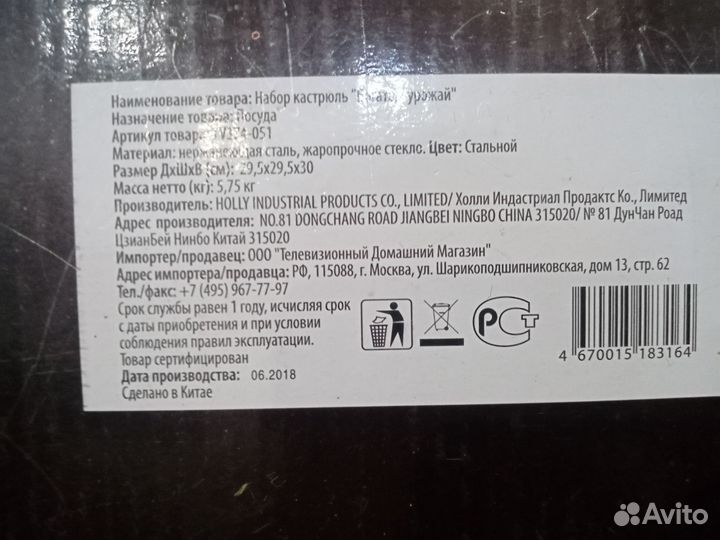 Наименование товара: Набор кастрюль " урожай"
Назначение товара: Посуда
Артикул товара: -051
Материал: нержавеющая сталь, жаропрочное стекло. Цвет: Стальной
Размер ДхШхВ (см): 29,5х29,5х30
Масса нетто (кг): 5,75 кг
Производитель: HOLLY INDUSTRIAL PRODUCTS CO., LIMITED/ Холли Индастриал Продактс Ко., Лимитед
Адрес производителя: NO.81 DONGCHANG ROAD JIANGBEI NINGBO CHINA 315020/ № 81 ДунЧан Роад
Цзианбей Нинбо Китай 315020
Импортер/продавец: ООО "Телевизионный Домашний Магазин"
Адрес импортера/продавца: РФ, 115088, г. Москва, ул. Шарикоподшипниковская, дом 13, стр. 62
Тел./факс: +7 (495) 967-77-97
Срок службы равен 1 году, исчисляя срок
с даты приобретения и при условии
соблюдения правил эксплуатации.
Товар сертифицирован
Дата производства: 06.2018
Сделано в Китае
РСТ
4 670015 183164
Avito